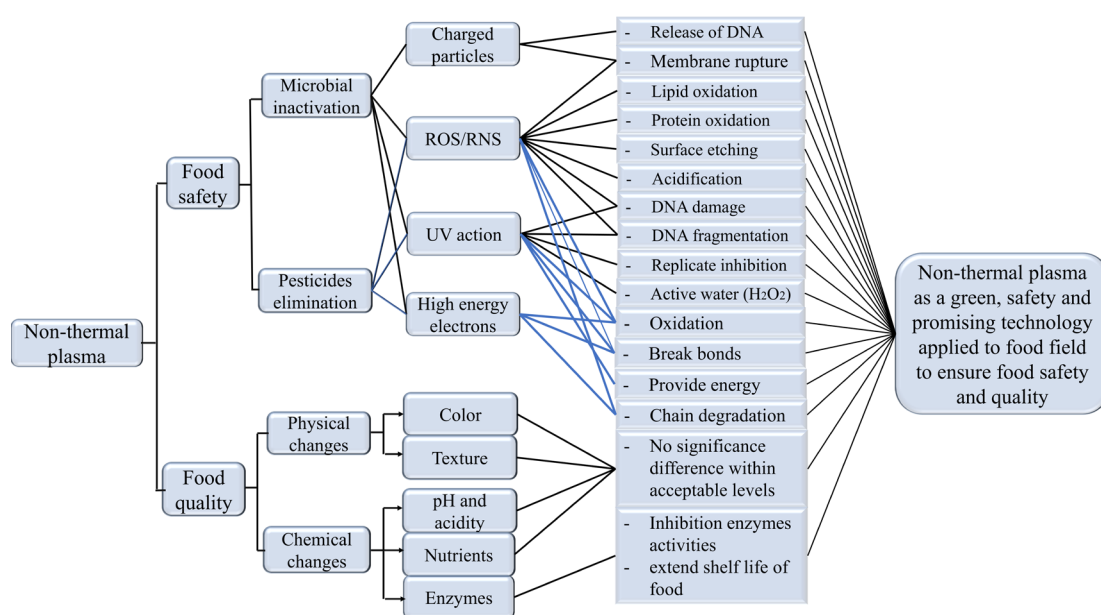 Non-thermal
plasma
Food
safety
Food
quality
Microbial
inactivation
Pesticides
elimination
Physical
changes
Chemical
changes
Charged
particles
ROS/RNS
UV action
High energy
electrons
Color
Texture
pH and
acidity
Nutrients
Enzymes
- Release of DNA
- Membrane rupture
- Lipid oxidation
- Protein oxidation
- Surface etching
- Acidification
- DNA damage
- DNA fragmentation
- Replicate inhibition
- Active water (H₂O₂)
- Oxidation
- Break bonds
- Provide energy
- Chain degradation
- No significance
difference within
acceptable levels
- Inhibition enzymes
activities
- extend shelf life of
food
Non-thermal plasma
as a green, safety and
promising technology
applied to food field
to ensure food safety
and quality